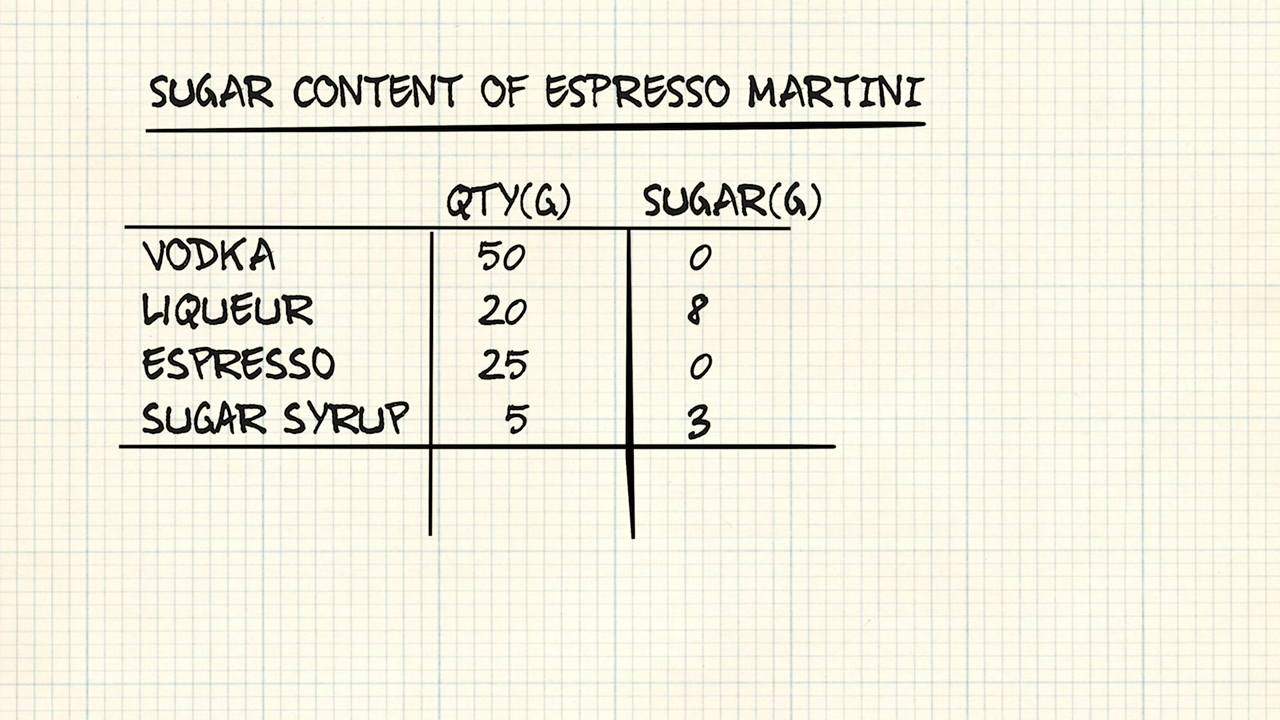 SUGAR CONTENT OF ESPRESSO MARTINI
QTY(G) SUGAR(G)
VODKA 50 0
LIQUEUR 20 8
ESPRESSO 25 0
SUGAR SYRUP 5 3